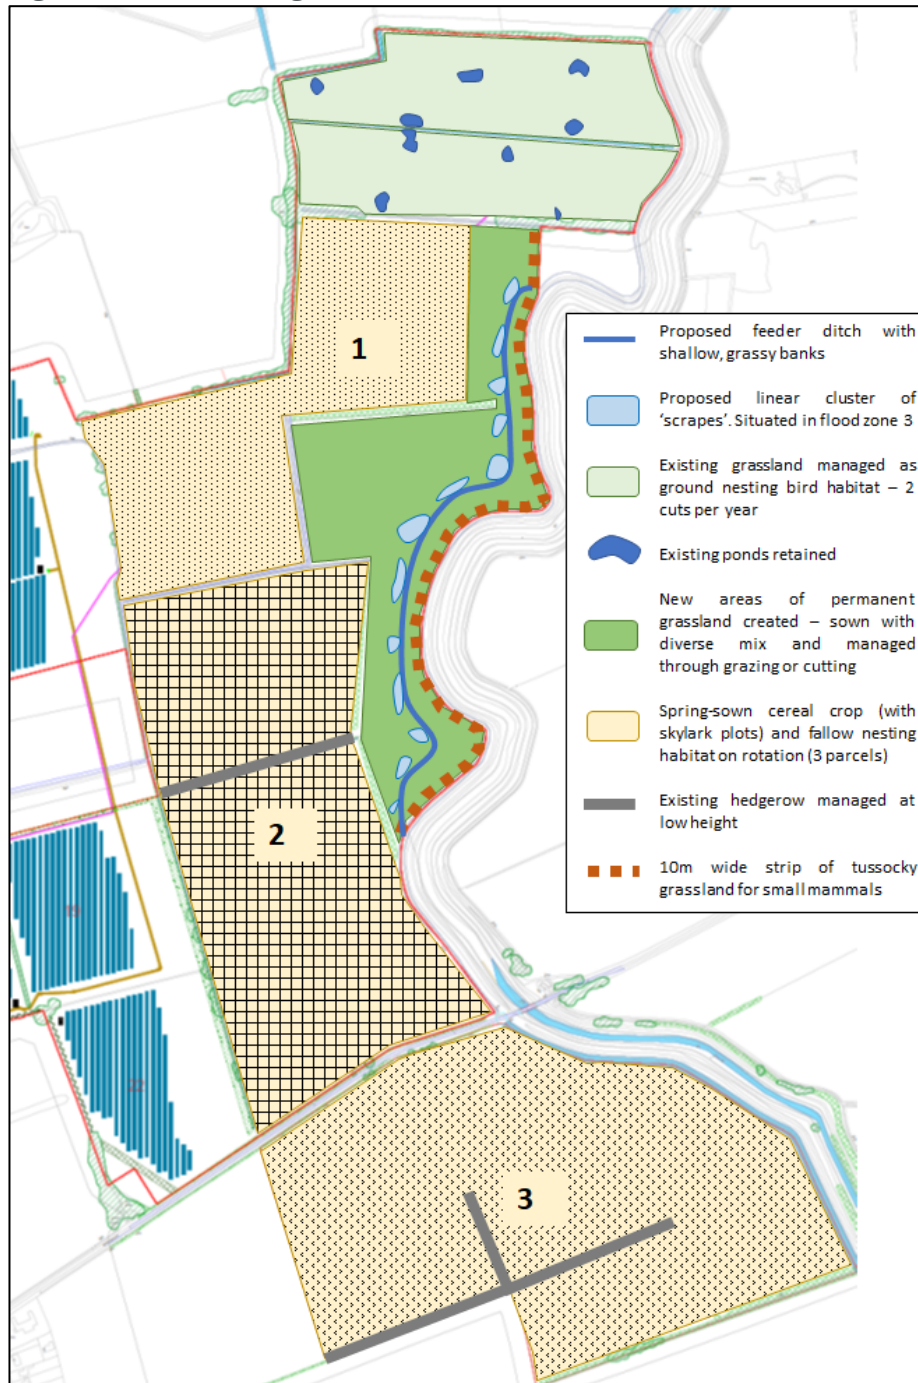 1
Proposed feeder ditch with
shallow, grassy banks
Proposed linear cluster of
‘scrapes’. Situated in flood zone 3
Existing grassland managed as
ground nesting bird habitat – 2
cuts per year
Existing ponds retained
New areas of permanent
grassland created – sown with
diverse mix and managed
through grazing or cutting
Spring-sown cereal crop (with
skylark plots) and fallow nesting
habitat on rotation (3 parcels)
Existing hedgerow managed at
low height
10m wide strip of tussocky
grassland for small mammals
2
19
22
3